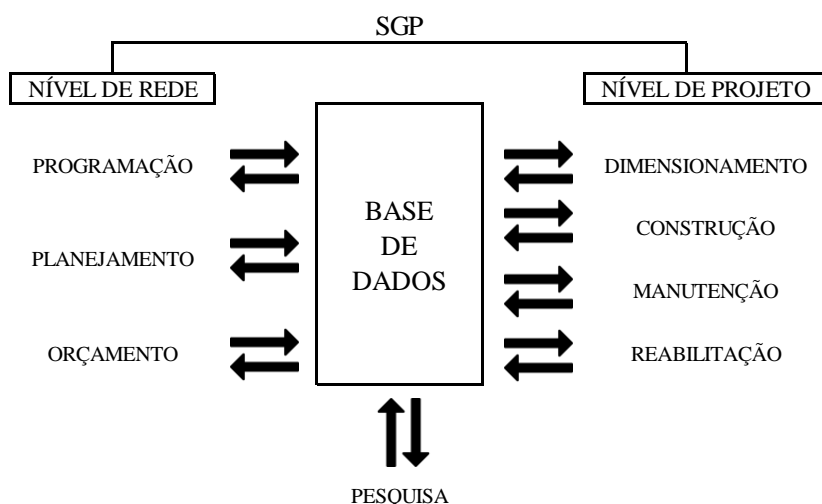 SGP
NÍVEL DE REDE
NÍVEL DE PROJETO
PROGRAMAÇÃO
PLANEJAMENTO
ORÇAMENTO
BASE
DE
DADOS
DIMENSIONAMENTO
CONSTRUÇÃO
MANUTENÇÃO
REABILITAÇÃO
PESQUISA